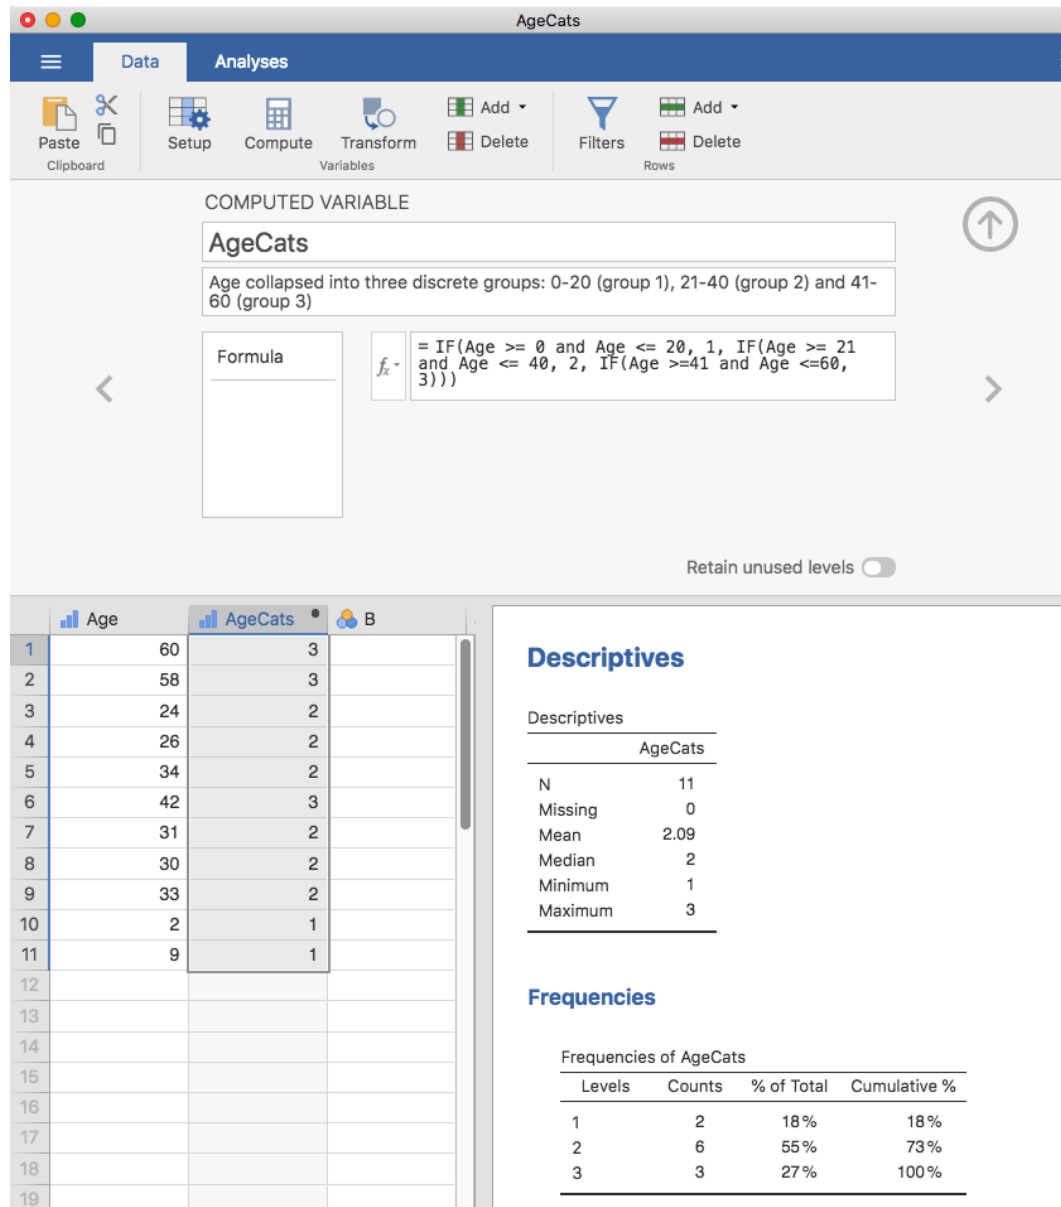 AgeCats
Data Analyses
Paste Setup Compute Transform Add Delete Filters Add Delete
Clipboard Variables Rows
COMPUTED VARIABLE
AgeCats
Age collapsed into three discrete groups: 0-20 (group 1), 21-40 (group 2) and 41-
60 (group 3)
Formula
fx
= IF(Age >= 0 and Age <= 20, 1, IF(Age >= 21
and Age <= 40, 2, IF(Age >=41 and Age <=60,
3)))
Retain unused levels
Age AgeCats B
1 60 3
2 58 3
3 24 2
4 26 2
5 34 2
6 42 3
7 31 2
8 30 2
9 33 2
10 2 1
11 9 1
12
13
14
15
16
17
18
19
Descriptives
Descriptives
AgeCats
N 11
Missing 0
Mean 2.09
Median 2
Minimum 1
Maximum 3
Frequencies
Frequencies of AgeCats
Levels Counts % of Total Cumulative %
1 2 18% 18%
2 6 55% 73%
3 3 27% 100%